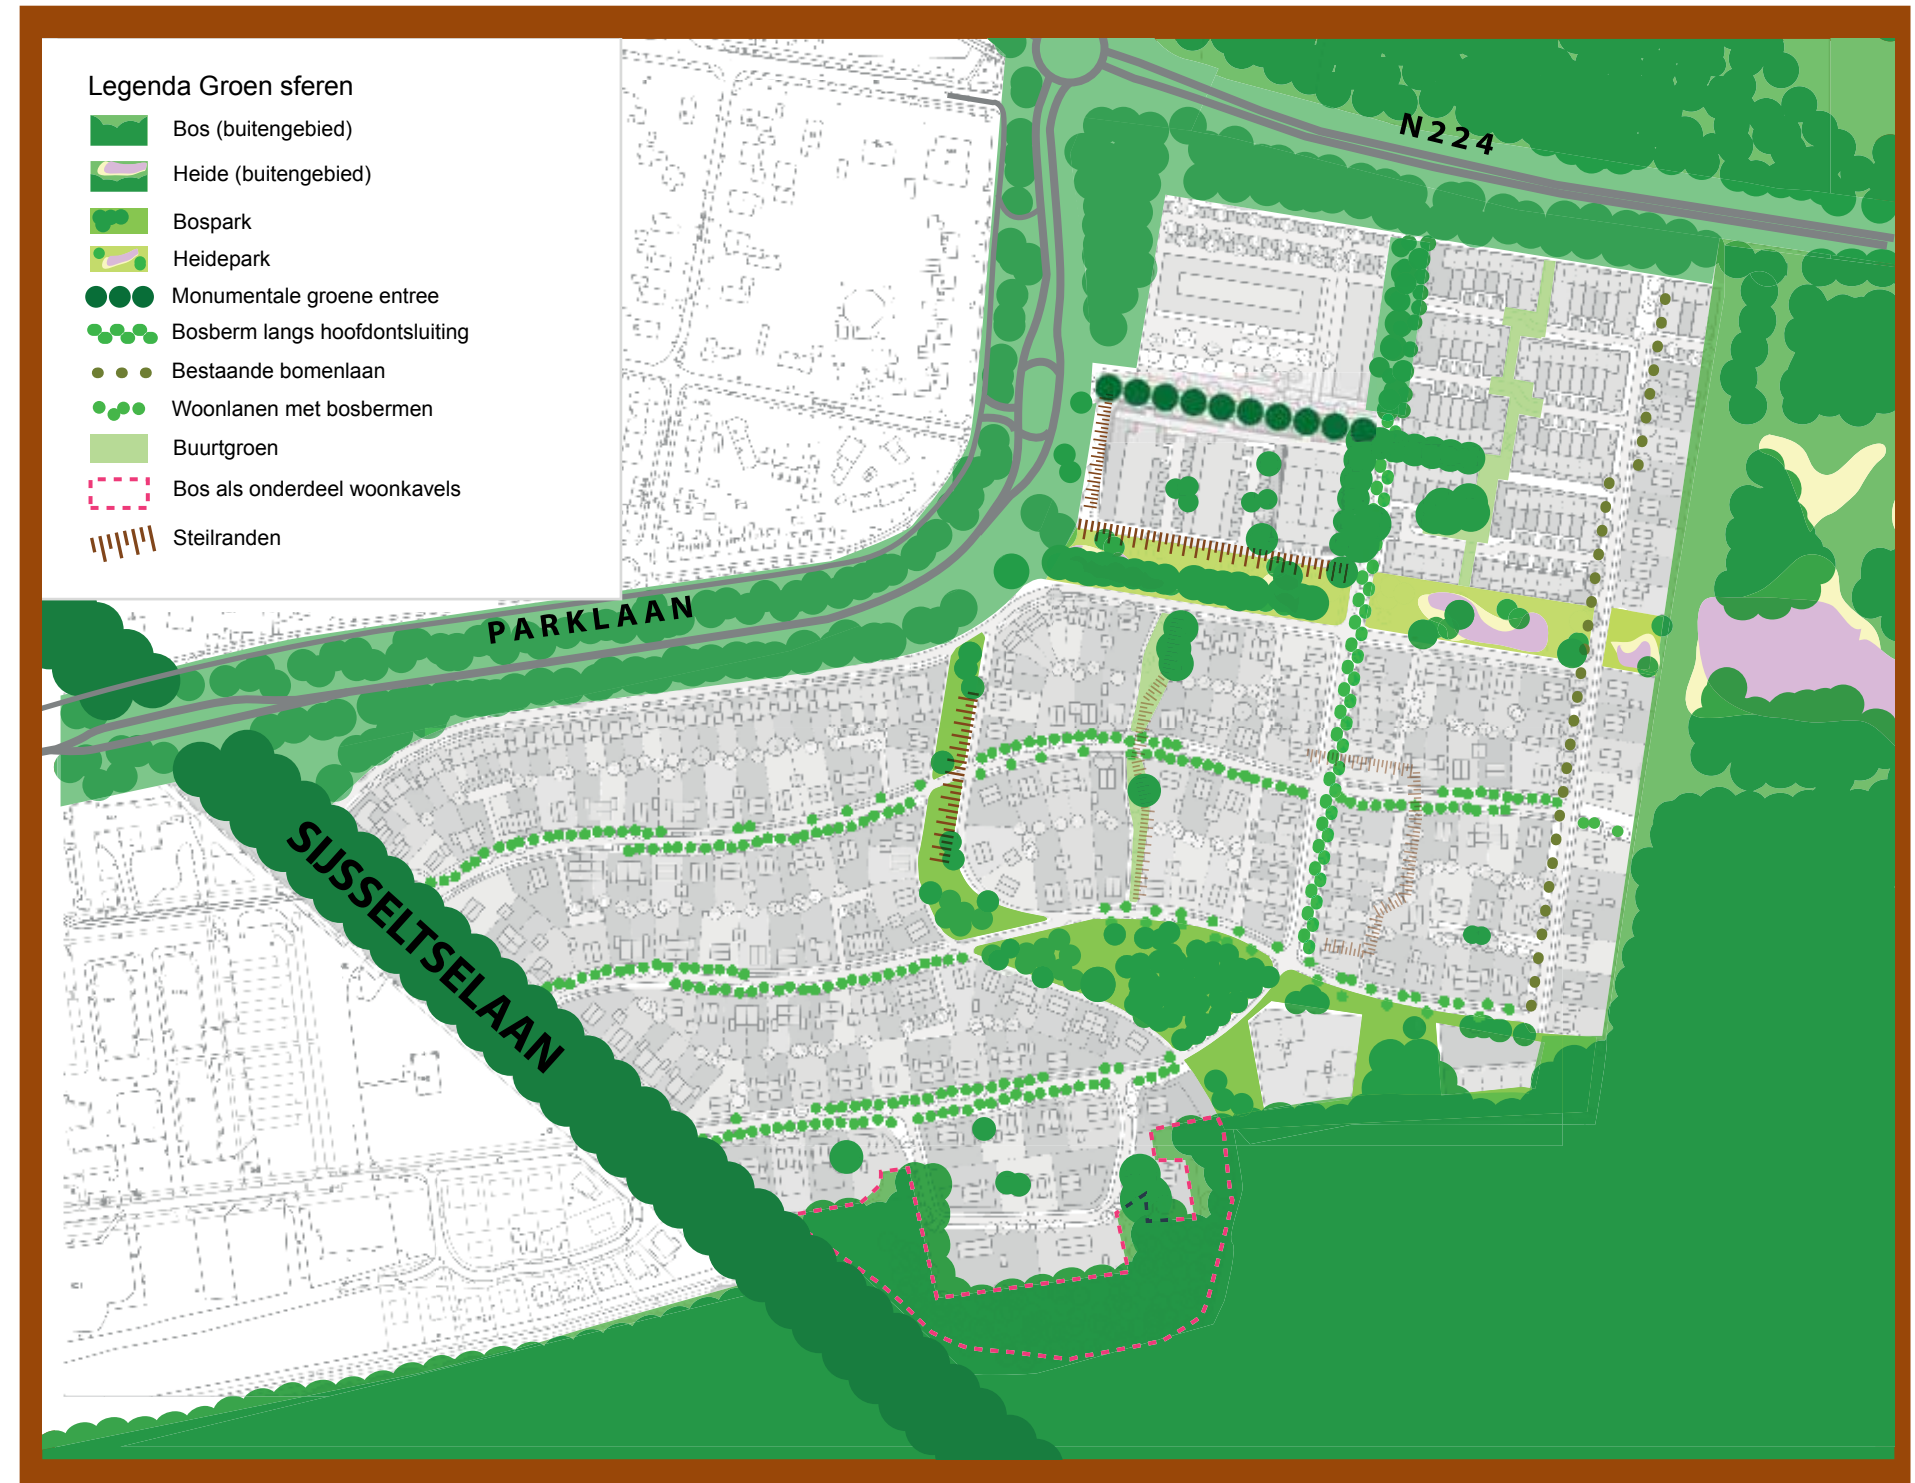 Legenda Groen sferen
Bos (buitengebied)
Heide (buitengebied)
Bospark
Heidepark
Monumentale groene entree
Bosberm langs hoofdontsluiting
Bestaande bomenlaan
Woonlanen met bosbermen
Buurtgroen
Bos als onderdeel woonkavels
Steilranden
N224
PARKLAAN
SIJSSELTSELAAN